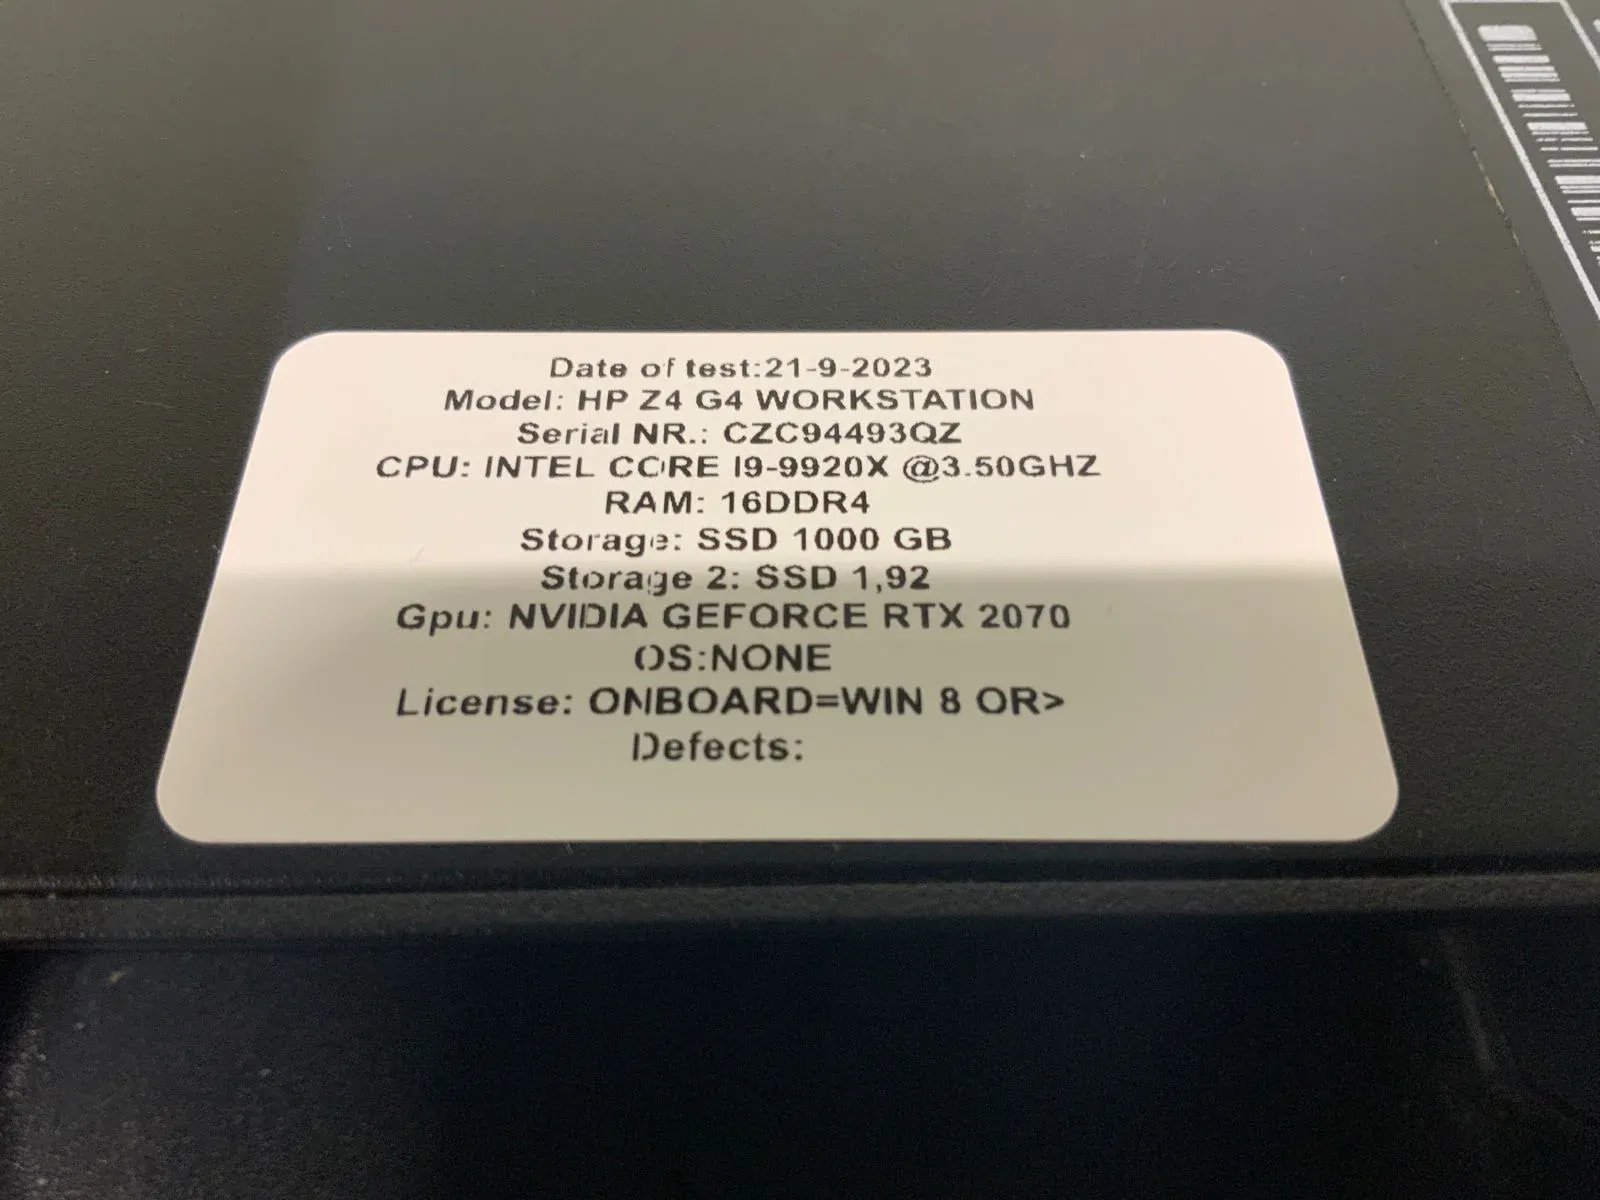 Date of test:21-9-2023
Model: HP Z4 G4 WORKSTATION
Serial NR.: CZC94493QZ
CPU: INTEL CORE I9-9920X @3.50GHZ
RAM: 16DDR4
Storage: SSD 1000 GB
Storage 2: SSD 1,92
Gpu: NVIDIA GEFORCE RTX 2070
OS:NONE
License: ONBOARD=WIN 8 OR>
Defects: